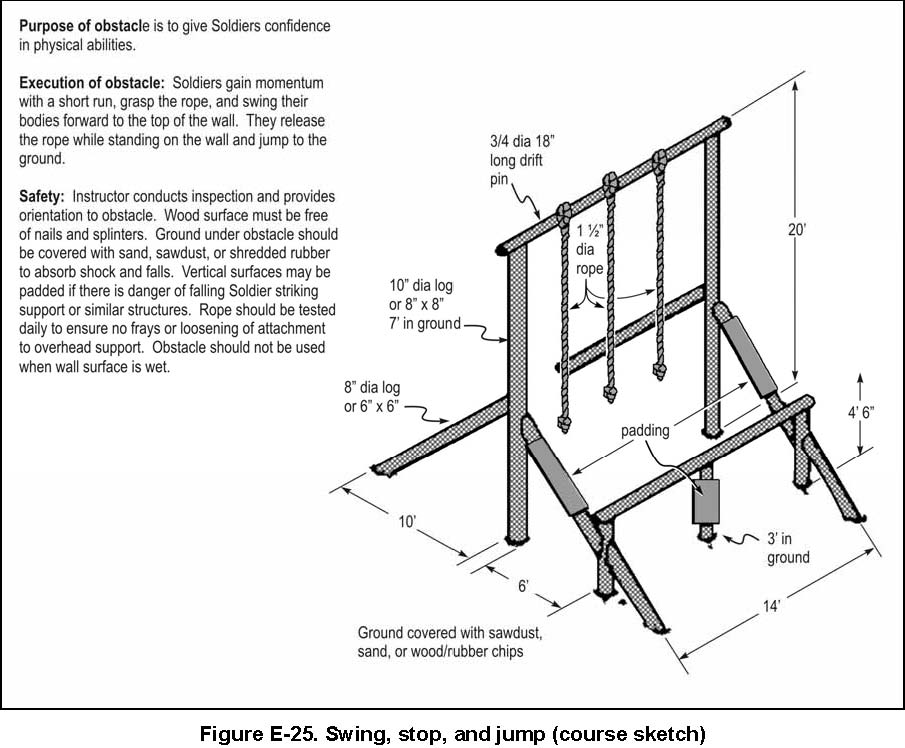 Purpose of obstacle is to give Soldiers confidence
in physical abilities.
Execution of obstacle: Soldiers gain momentum
with a short run, grasp the rope, and swing their
bodies forward to the top of the wall. They release
the rope while standing on the wall and jump to the
ground.
Safety: Instructor conducts inspection and provides
orientation to obstacle. Wood surface must be free
of nails and splinters. Ground under obstacle should
be covered with sand, sawdust, or shredded rubber
to absorb shock and falls. Vertical surfaces may be
padded if there is danger of falling Soldier striking
support or similar structures. Rope should be tested
daily to ensure no frays or loosening of attachment
to overhead support. Obstacle should not be used
when wall surface is wet.
3/4 dia 18"
long drift
pin
1 ½"
dia
rope
20'
10" dia log
or 8" x 8"
7' in ground
8" dia log
or 6" x 6"
padding
4' 6"
10'
3' in
ground
6'
14'
Ground covered with sawdust,
sand, or wood/rubber chips
Figure E-25. Swing, stop, and jump (course sketch)